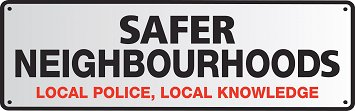 SAFER
NEIGHBOURHOODS
LOCAL POLICE, LOCAL KNOWLEDGE